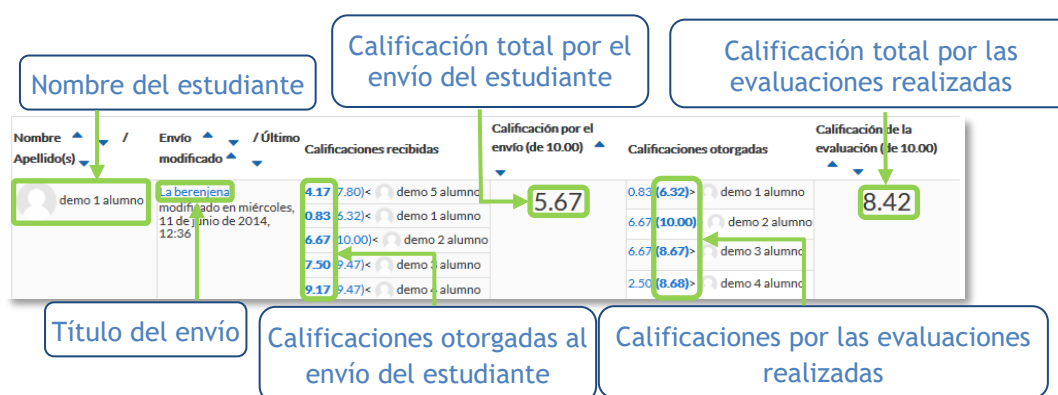 Calificación total por el
envío del estudiante
Calificación total por las
evaluaciones realizadas
Nombre del estudiante
Nombre /
Apellido(s)
Envío / Último
modificado
Calificaciones recibidas
Calificación por el
envío (de 10.00)
Calificaciones otorgadas
Calificación de la
evaluación (de 10.00)
demo 1 alumno
La berenjena
modificado en miércoles,
11 de junio de 2014,
12:36
4.17 (7.80)< demo 5 alumno
0.83 (6.32)< demo 1 alumno
6.67 (10.00)< demo 2 alumno
7.50 (9.47)< demo 3 alumno
9.17 (9.47)< demo 4 alumno
5.67
0.83 (6.32)> demo 1 alumno
6.67 (10.00)> demo 2 alumno
6.67 (8.67)> demo 3 alumno
2.50 (8.68)> demo 4 alumno
8.42
Título del envío
Calificaciones otorgadas al
envío del estudiante
Calificaciones por las evaluaciones
realizadas